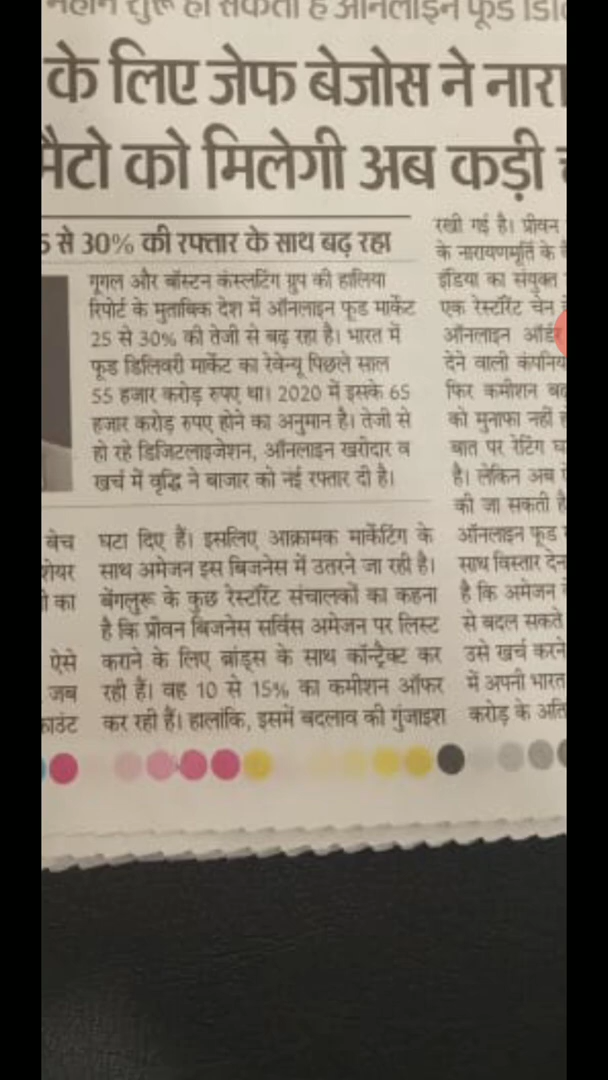 शुरू हो सकती है ऑनलाइन फूड
के लिए जेफ बेजोस ने
को मिलेगी अब कड़ी
से 30% की रफ्तार के साथ बढ़ रहा
गूगल और बॉस्टन कंस्लटिंग ग्रुप की हालिया
रिपोर्ट के मुताबिक देश में ऑनलाइन फूड मार्केट
25 से 30% की तेजी से बढ़ रहा है। भारत में
फूड डिलिवरी मार्केट का रेवेन्यू पिछले साल
55 हजार करोड़ रुपए था। 2020 में इसके 65
हजार करोड़ रुपए होने का अनुमान है। तेजी से
हो रहे डिजिटलाइजेशन, ऑनलाइन खरीदार व
खर्च में वृद्धि ने बाजार को नई रफ्तार दी है।
बेच
शेयर
का
ऐसे
जब
घटा दिए हैं। इसलिए आक्रामक मार्केटिंग के
साथ अमेजन इस बिजनेस में उतरने जा रही है।
बेंगलुरू के कुछ रेस्टॉरेंट संचालकों का कहना
है कि प्रीवन बिजनेस सर्विस अमेजन पर लिस्ट
कराने के लिए ब्रांड्स के साथ कॉन्ट्रैक्ट कर
रही हैं। वह 10 से 15% का कमीशन ऑफर
कर रही हैं। हालांकि, इसमें बदलाव की गुंजाइश
रखी गई है। प्रीवन
के नारायणमूर्ति के
इंडिया का संयुक्त
एक रेस्टॉरेंट चेन
ऑनलाइन
देने वाली
फिर कमीशन
को मुनाफा नहीं
बात पर रेटिंग
है। लेकिन अब
की जा सकती है
ऑनलाइन फूड
साथ विस्तार
है कि अमेजन
से बदल सकते
उसे खर्च करने
में अपनी भारत
करोड़ के